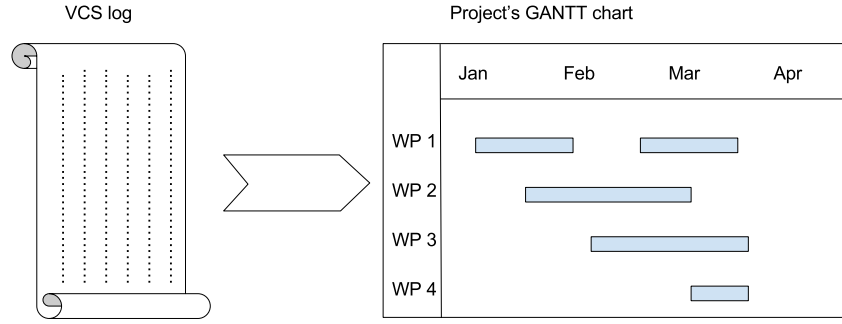 VCS log
Project's GANTT chart
Jan Feb Mar Apr
WP 1
WP 2
WP 3
WP 4